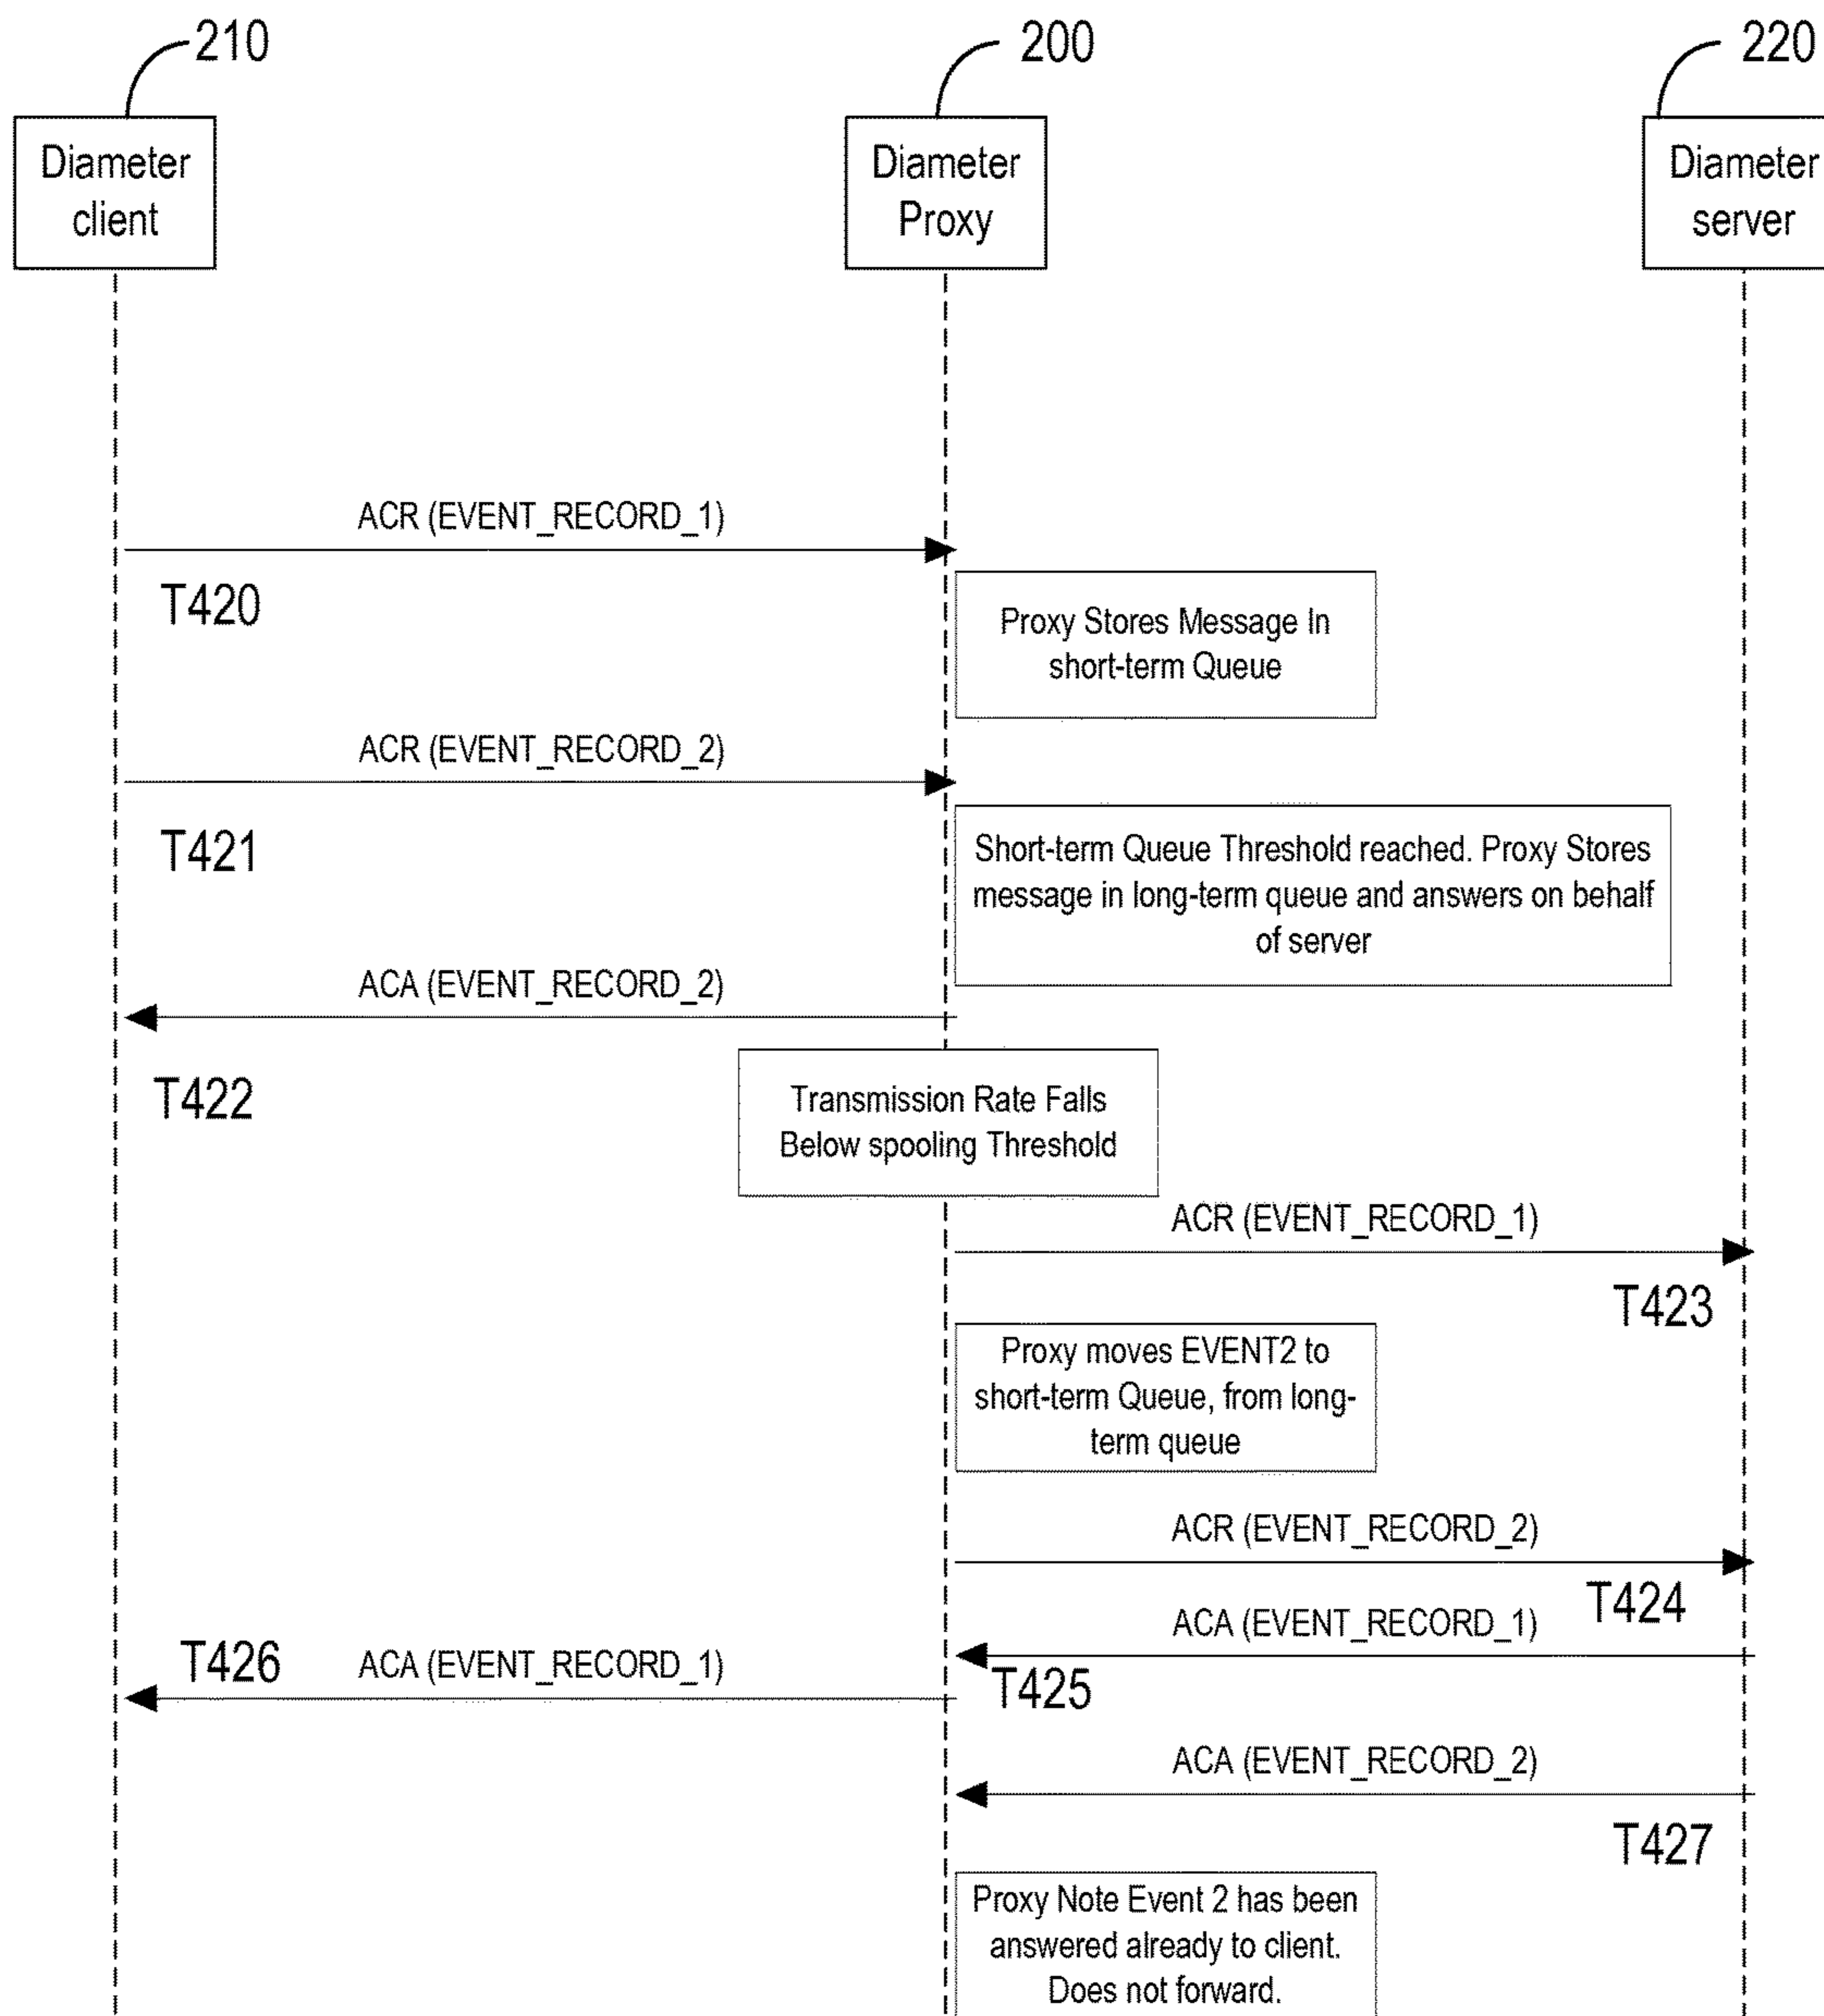 210
200
220
Diameter
client
Diameter
Proxy
Diameter
server
ACR (EVENT_RECORD_1)
T420
Proxy Stores Message In
short-term Queue
ACR (EVENT_RECORD_2)
T421
Short-term Queue Threshold reached. Proxy Stores
message in long-term queue and answers on behalf
of server
ACA (EVENT_RECORD_2)
T422
Transmission Rate Falls
Below spooling Threshold
ACR (EVENT_RECORD_1)
T423
Proxy moves EVENT2 to
short-term Queue, from long-
term queue
ACR (EVENT_RECORD_2)
T424
ACA (EVENT_RECORD_1)
T425
T426
ACA (EVENT_RECORD_1)
ACA (EVENT_RECORD_2)
T427
Proxy Note Event 2 has been
answered already to client.
Does not forward.